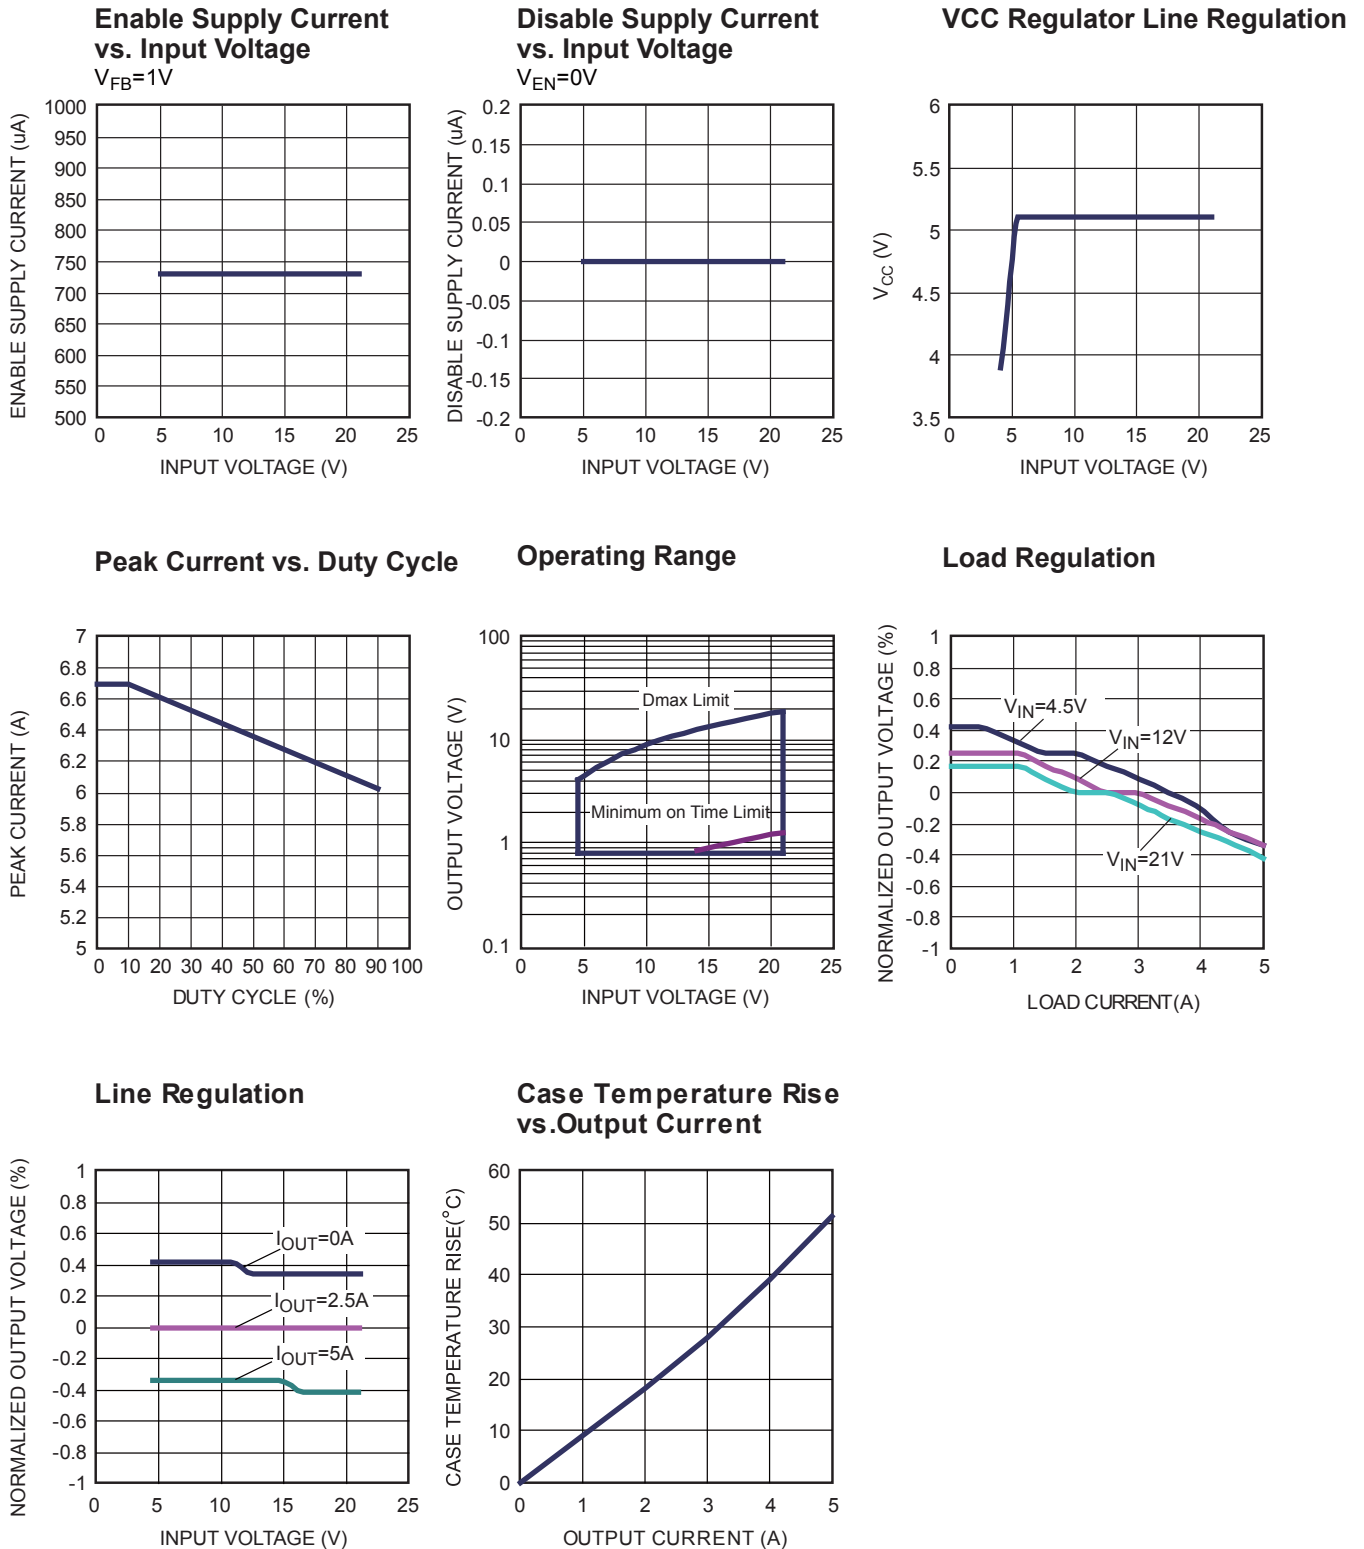 Enable Supply Current
vs. Input Voltage
VFB=1V
ENABLE SUPPLY CURRENT (uA)
1000
950
900
850
800
750
700
650
600
550
500
0 5 10 15 20 25
INPUT VOLTAGE (V)
Disable Supply Current
vs. Input Voltage
VEN=0V
DISABLE SUPPLY CURRENT (uA)
0.2
0.15
0.1
0.05
0
-0.05
-0.1
-0.15
-0.2
0 5 10 15 20 25
INPUT VOLTAGE (V)
VCC Regulator Line Regulation
VCC (V)
6
5.5
5
4.5
4
3.5
0 5 10 15 20 25
INPUT VOLTAGE (V)
Peak Current vs. Duty Cycle
PEAK CURRENT (A)
7
6.8
6.6
6.4
6.2
6
5.8
5.6
5.4
5.2
5
0 10 20 30 40 50 60 70 80 90 100
DUTY CYCLE (%)
Operating Range
OUTPUT VOLTAGE (V)
100
10
1
0.1
Dmax Limit
Minimum on Time Limit
0 5 10 15 20 25
INPUT VOLTAGE (V)
Load Regulation
NORMALIZED OUTPUT VOLTAGE (%)
1
0.8
0.6
0.4
0.2
0
-0.2
-0.4
-0.6
-0.8
-1
VIN=4.5V
VIN=12V
VIN=21V
0 1 2 3 4 5
LOAD CURRENT(A)
Line Regulation
NORMALIZED OUTPUT VOLTAGE (%)
1
0.8
0.6
0.4
0.2
0
-0.2
-0.4
-0.6
-0.8
-1
IOUT=0A
IOUT=2.5A
IOUT=5A
0 5 10 15 20 25
INPUT VOLTAGE (V)
Case Temperature Rise
vs.Output Current
CASE TEMPERATURE RISE(°C)
60
50
40
30
20
10
0
0 1 2 3 4 5
OUTPUT CURRENT (A)